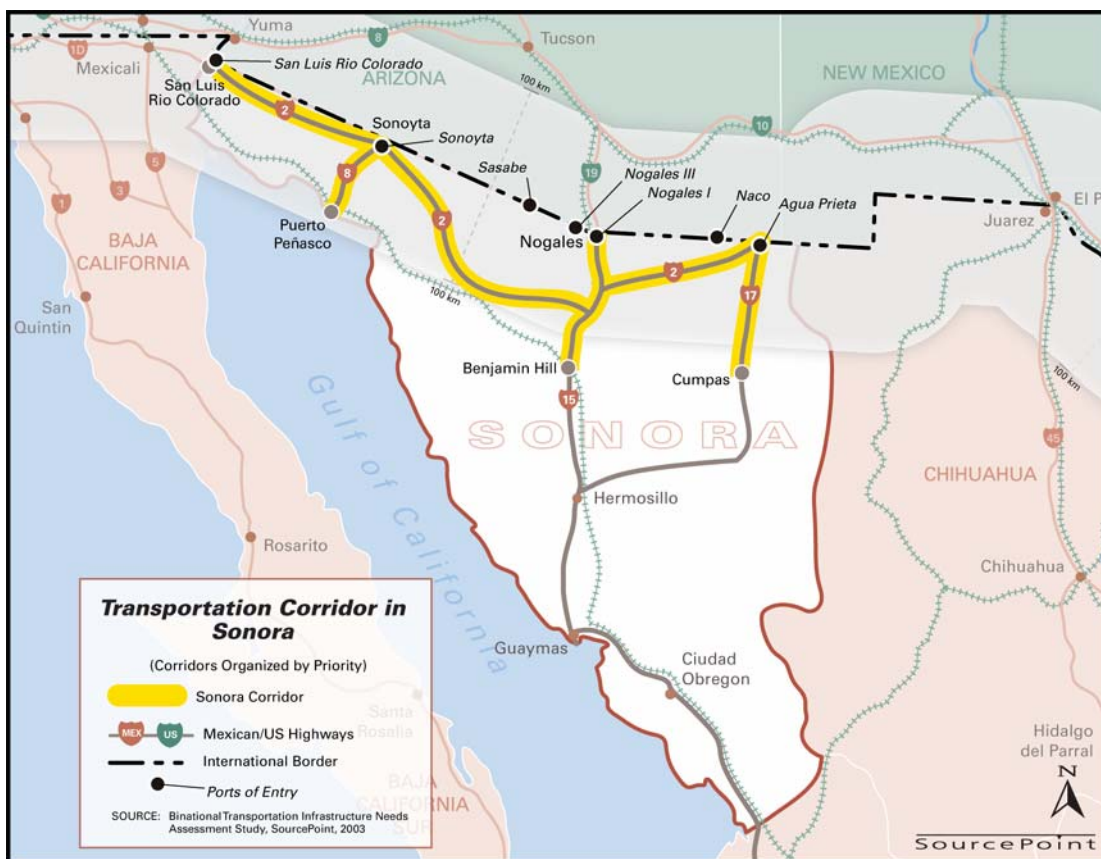 Yuma
8
Tucson
1D
Mexicali
San Luis Rio Colorado
ARIZONA
NEW MEXICO
San Luis
Rio Colorado
100 km
2
Sonoyta
Sonoyta
10
5
8
Sasabe
19
Nogales III
Nogales I
Naco
Agua Prieta
El P
Juarez
1
3
Puerto
Peñasco
2
Nogales
BAJA
CALIFORNIA
2
17
100 km
San
Quintin
Benjamin Hill
Cumpas
100 km
15
SONORA
45
Gulf of California
CHIHUAHUA
Hermosillo
Rosarito
Chihuahua
Guaymas
Ciudad
Obregon
Transportation Corridor in
Sonora
(Corridors Organized by Priority)
Sonora Corridor
MEX US Mexican/US Highways
International Border
Ports of Entry
SOURCE: Binational Transportation Infrastructure Needs
Assessment Study, SourcePoint, 2003
Santa
Rosalia
BAJA
CALIFORNIA
SUR
Hidalgo
del Parral
N
SourcePoint